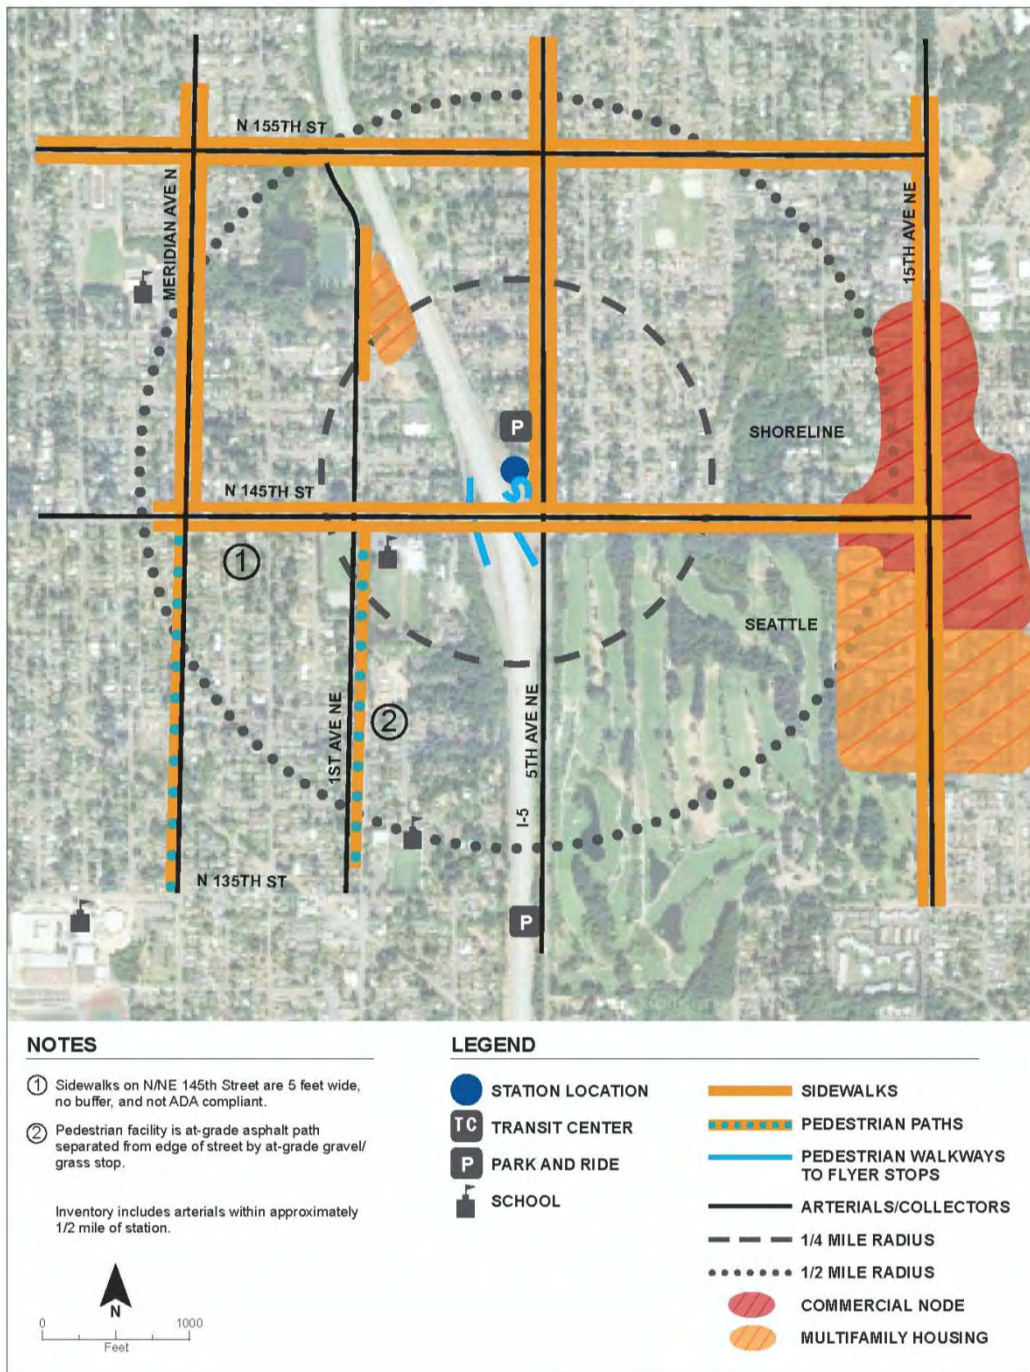 N 155TH ST
MERIDIAN AVE N
15TH AVE NE
P
SHORELINE
N 145TH ST
S
1
SEATTLE
1ST AVE NE
2
5TH AVE NE
I-5
N 135TH ST
P
NOTES
1 Sidewalks on N/NE 145th Street are 5 feet wide,
no buffer, and not ADA compliant.
2 Pedestrian facility is at-grade asphalt path
separated from edge of street by at-grade gravel/
grass stop.
Inventory includes arterials within approximately
1/2 mile of station.
N
0 1000
Feet
LEGEND
STATION LOCATION
TC TRANSIT CENTER
P PARK AND RIDE
SCHOOL
SIDEWALKS
PEDESTRIAN PATHS
PEDESTRIAN WALKWAYS
TO FLYER STOPS
ARTERIALS/COLLECTORS
1/4 MILE RADIUS
1/2 MILE RADIUS
COMMERCIAL NODE
MULTIFAMILY HOUSING